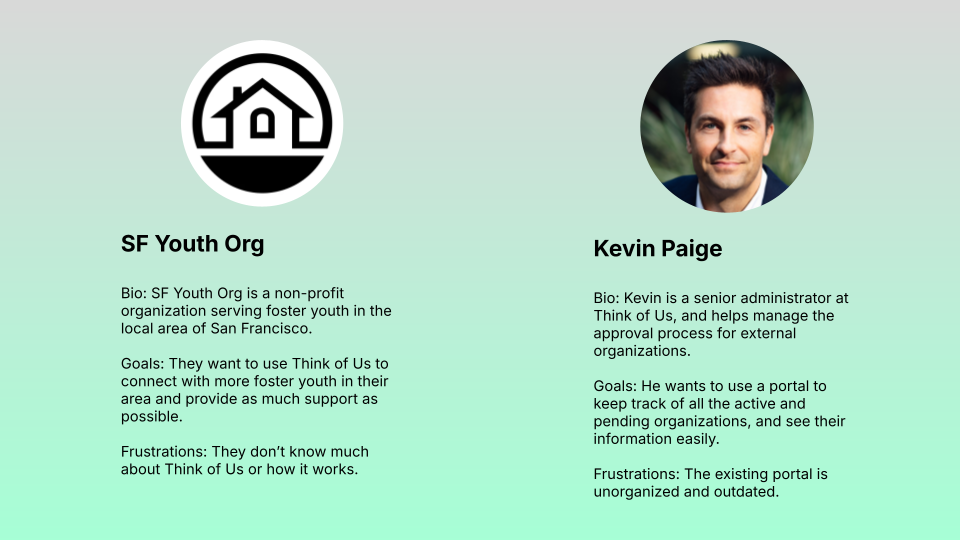 SF Youth Org
Bio: SF Youth Org is a non-profit
organization serving foster youth in the
local area of San Francisco.
Goals: They want to use Think of Us to
connect with more foster youth in their
area and provide as much support as
possible.
Frustrations: They don’t know much
about Think of Us or how it works.
Kevin Paige
Bio: Kevin is a senior administrator at
Think of Us, and helps manage the
approval process for external
organizations.
Goals: He wants to use a portal to
keep track of all the active and
pending organizations, and see their
information easily.
Frustrations: The existing portal is
unorganized and outdated.